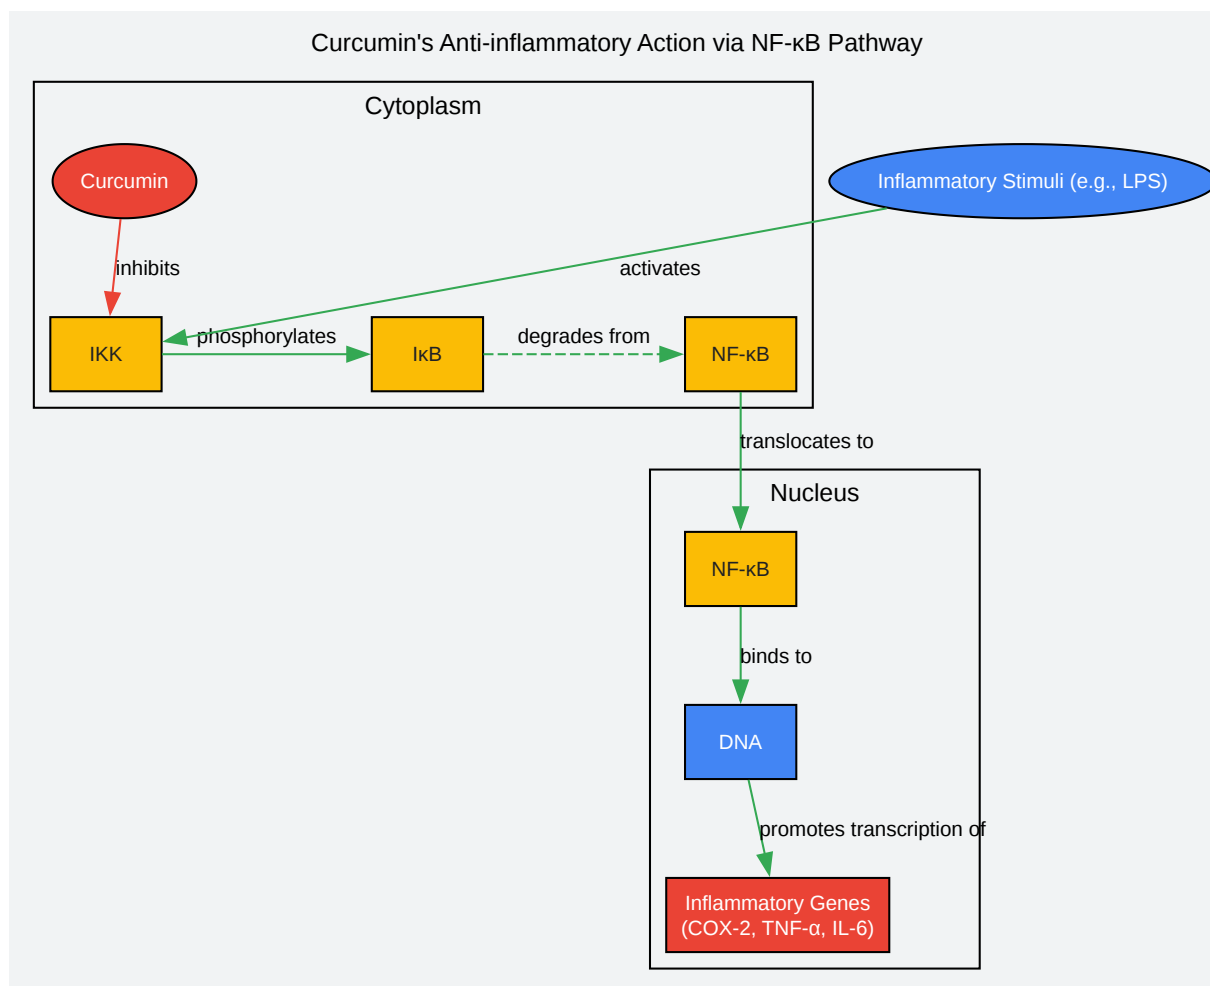 Curcumin's Anti-inflammatory Action via NF-κB Pathway
Cytoplasm
Curcumin
Inflammatory Stimuli (e.g., LPS)
inhibits
activates
IKK
phosphorylates
IκB
degrades from
NF-κB
translocates to
Nucleus
NF-κB
binds to
DNA
promotes transcription of
Inflammatory Genes
(COX-2, TNF-α, IL-6)